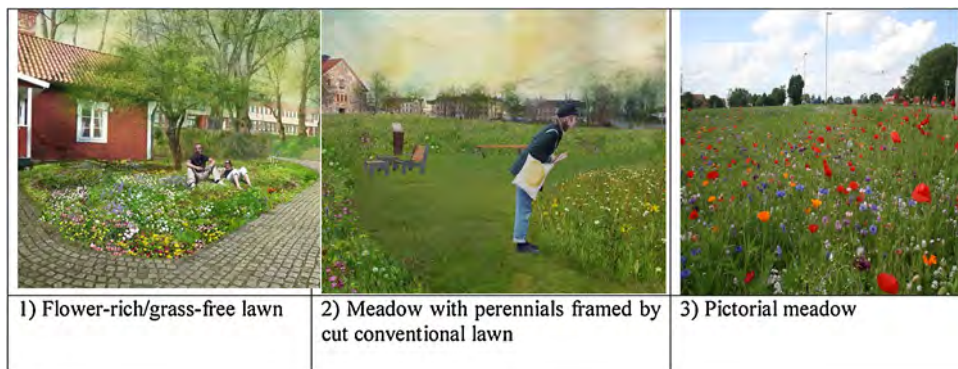 1) Flower-rich/grass-free lawn
2) Meadow with perennials framed by
cut conventional lawn
3) Pictorial meadow